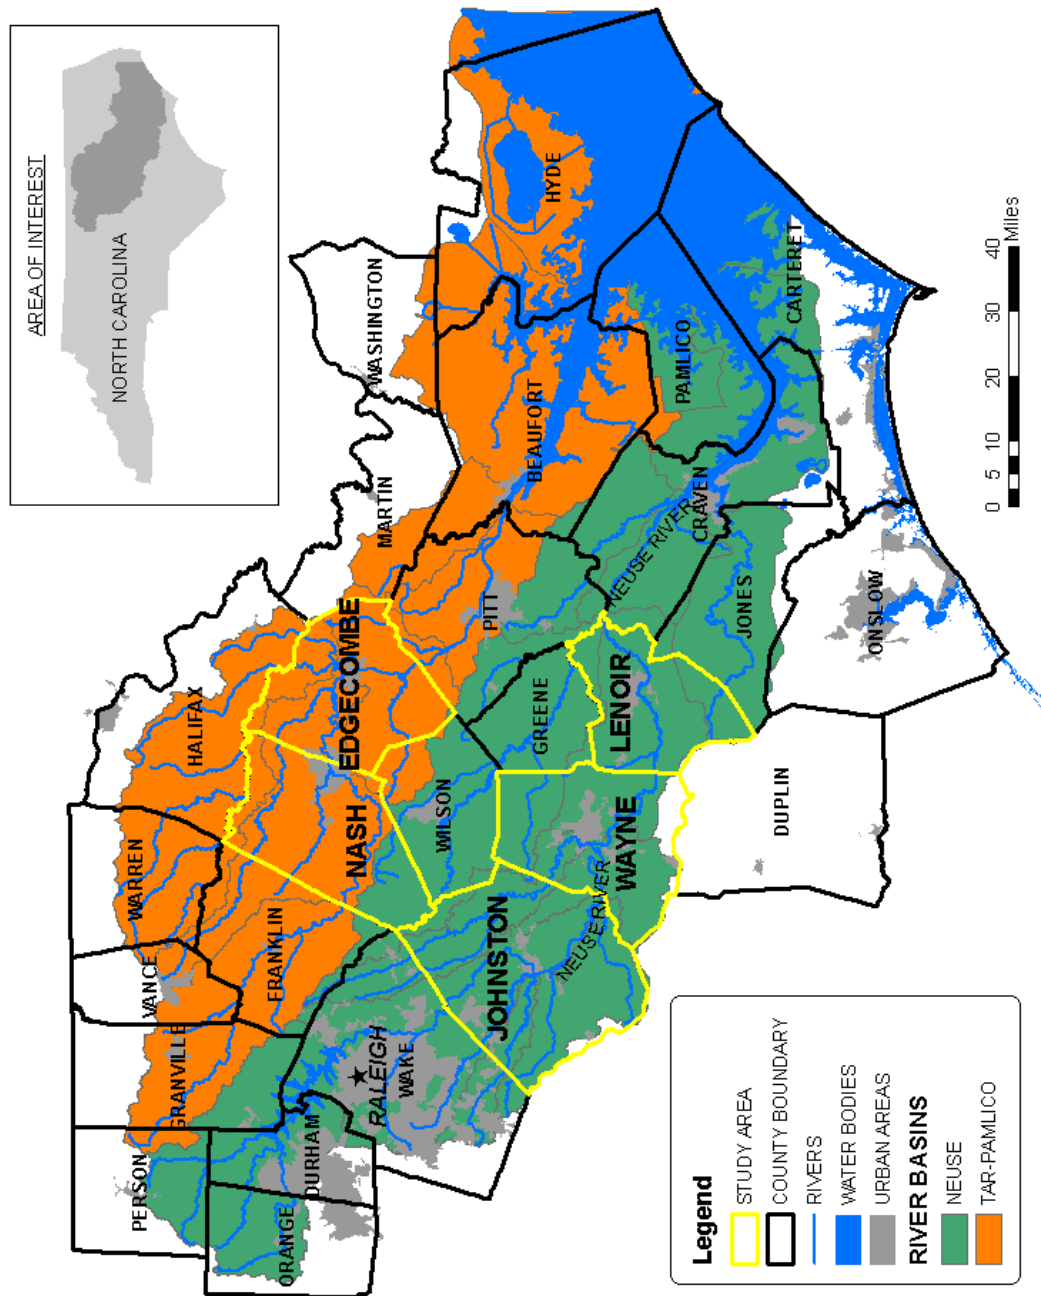 AREA OF INTEREST
NORTH CAROLINA
PERSON
GRANVILLE
VANCE
WARREN
HALIFAX
ORANGE
DURHAM
FRANKLIN
NASH
EDGECOMBE
MARTIN
WASHINGTON
RALEIGH
WAKE
WILSON
PITT
BEAUFORT
HYDE
JOHNSTON
GREENE
NEUSE RIVER
WAYNE
LENOIR
NEUSE RIVER
CRAVEN
PAMLICO
JONES
CARTERET
DUPLIN
ONSLOW
Legend
STUDY AREA
COUNTY BOUNDARY
RIVERS
WATER BODIES
URBAN AREAS
RIVER BASINS
NEUSE
TAR-PAMLICO
0 5 10 20 30 40
Miles